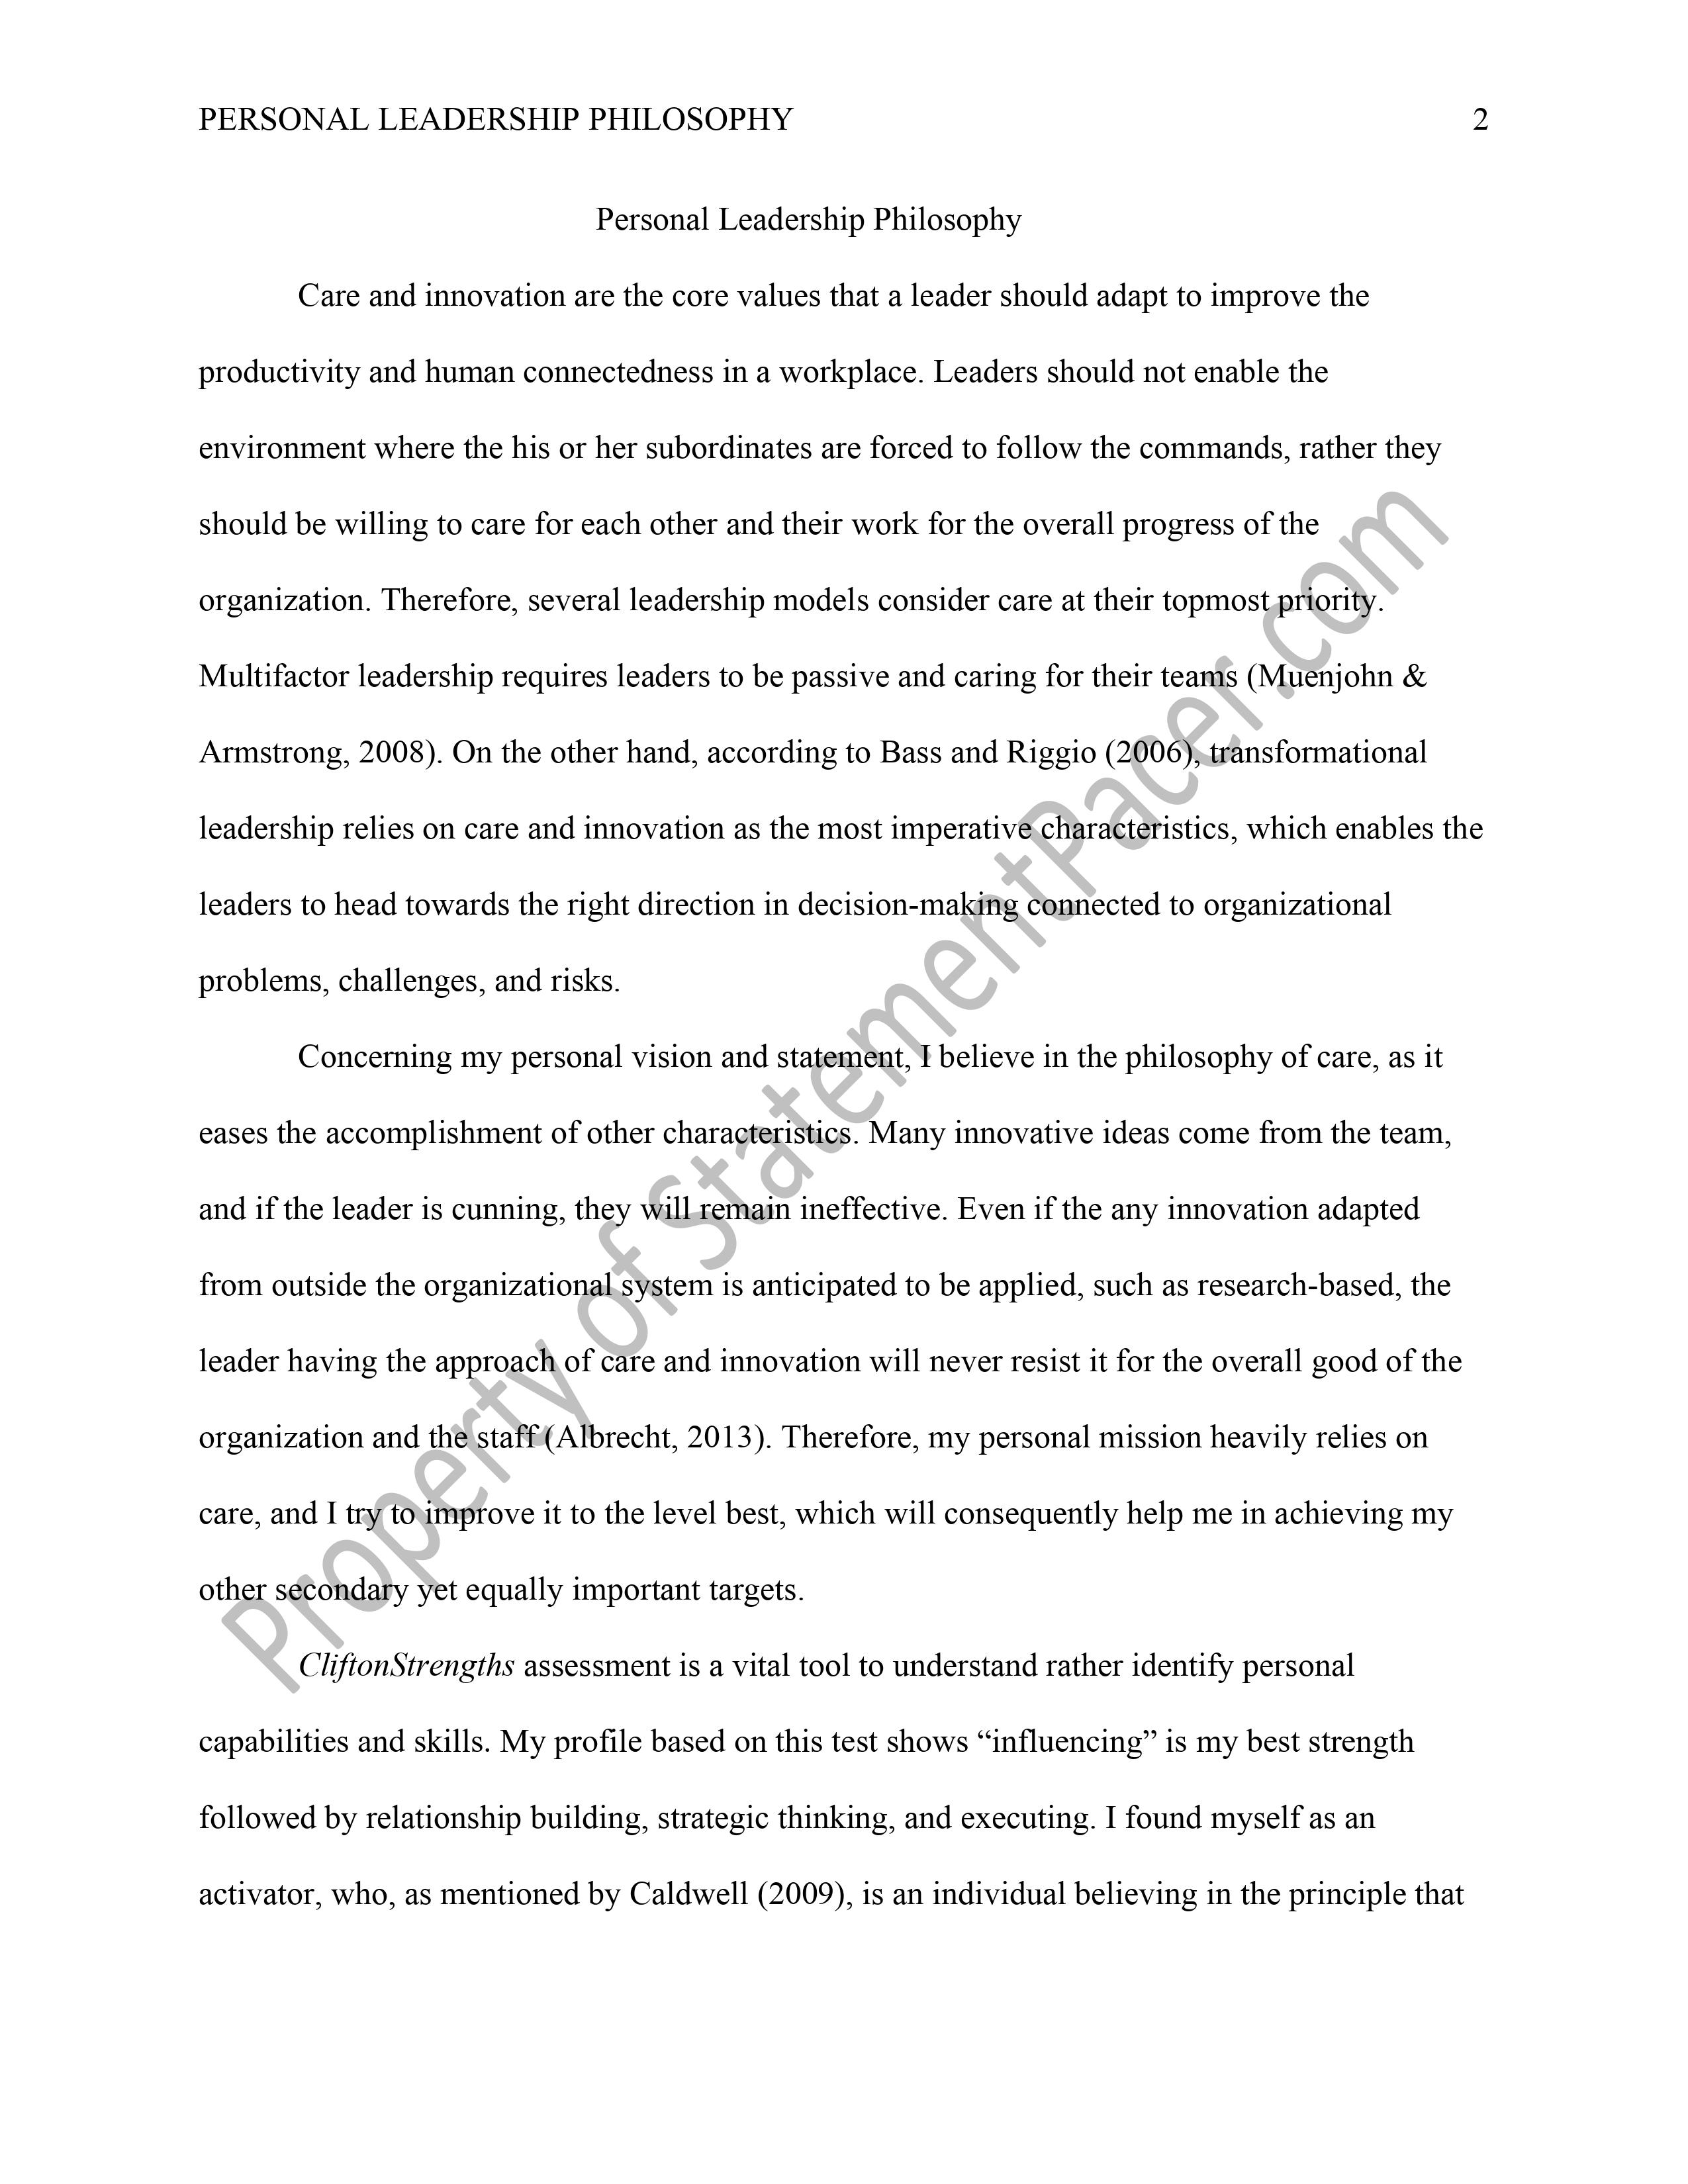 PERSONAL LEADERSHIP PHILOSOPHY 2
Personal Leadership Philosophy
Care and innovation are the core values that a leader should adapt to improve the
productivity and human connectedness in a workplace. Leaders should not enable the
environment where the his or her subordinates are forced to follow the commands, rather they
should be willing to care for each other and their work for the overall progress of the
organization. Therefore, several leadership models consider care at their topmost priority.
Multifactor leadership requires leaders to be passive and caring for their teams (Muenjohn &
Armstrong, 2008). On the other hand, according to Bass and Riggio (2006), transformational
leadership relies on care and innovation as the most imperative characteristics, which enables the
leaders to head towards the right direction in decision-making connected to organizational
problems, challenges, and risks.
Concerning my personal vision and statement, I believe in the philosophy of care, as it
eases the accomplishment of other characteristics. Many innovative ideas come from the team,
and if the leader is cunning, they will remain ineffective. Even if the any innovation adapted
from outside the organizational system is anticipated to be applied, such as research-based, the
leader having the approach of care and innovation will never resist it for the overall good of the
organization and the staff (Albrecht, 2013). Therefore, my personal mission heavily relies on
care, and I try to improve it to the level best, which will consequently help me in achieving my
other secondary yet equally important targets.
CliftonStrengths assessment is a vital tool to understand rather identify personal
capabilities and skills. My profile based on this test shows “influencing” is my best strength
followed by relationship building, strategic thinking, and executing. I found myself as an
activator, who, as mentioned by Caldwell (2009), is an individual believing in the principle that
Property of StatementPacer.com